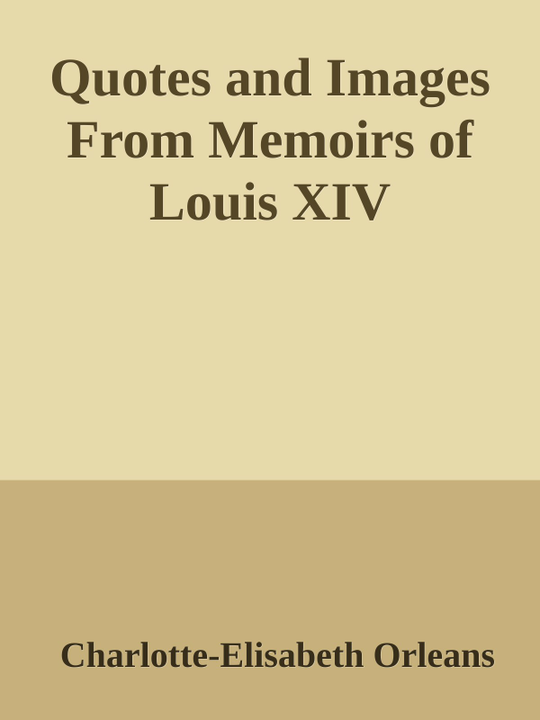 Quotes and Images
From Memoirs of
Louis XIV
Charlotte-Elisabeth Orleans